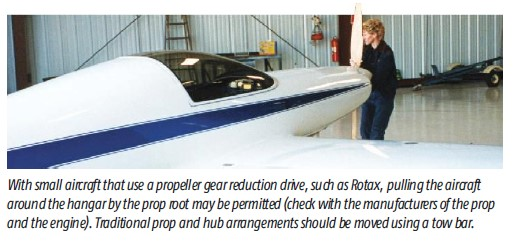 With small aircraft that use a propeller gear reduction drive, such as Rotax, pulling the aircraft
around the hangar by the prop root may be permitted (check with the manufacturers of the prop
and the engine). Traditional prop and hub arrangements should be moved using a tow bar.